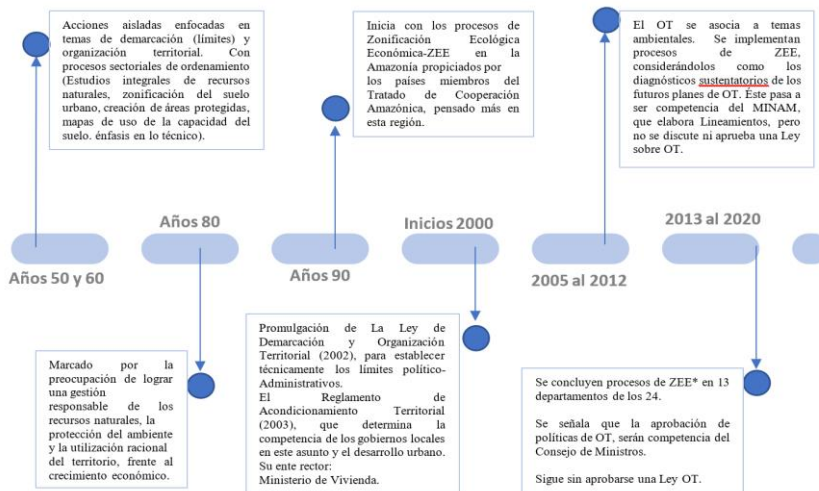 Acciones aisladas enfocadas en
temas de demarcación (límites) y
organización territorial. Con
procesos sectoriales de ordenamiento
(Estudios integrales de recursos
naturales, zonificación del suelo
urbano, creación de áreas protegidas,
mapas de uso de la capacidad del
suelo. énfasis en lo técnico).
Años 50 y 60
Años 80
Marcado por la
preocupación de lograr
una gestión
responsable de los
recursos naturales, la
protección del ambiente
y la utilización racional
del territorio, frente al
crecimiento económico.
Inicia con los procesos de
Zonificación Ecológica
Económica-ZEE en la
Amazonía propiciados por
los países miembros del
Tratado de Cooperación
Amazónica, pensado más en
esta región.
Años 90
Inicios 2000
Promulgación de La Ley de
Demarcación y Organización
Territorial (2002), para establecer
técnicamente los límites político-
Administrativos.
El Reglamento de
Acondicionamiento Territorial
(2003), que determina la
competencia de los gobiernos locales
en este asunto y el desarrollo urbano.
Su ente rector:
Ministerio de Vivienda.
El OT se asocia a temas
ambientales. Se implementan
procesos de ZEE,
considerándolos como los
diagnósticos sustentatorios de los
futuros planes de OT. Éste pasa a
ser competencia del MINAM,
que elabora Lineamientos, pero
no se discute ni aprueba una Ley
sobre OT.
2005 al 2012
2013 al 2020
Se concluyen procesos de ZEE* en 13
departamentos de los 24.
Se señala que la aprobación de
políticas de OT, serán competencia del
Consejo de Ministros.
Sigue sin aprobarse una Ley OT.